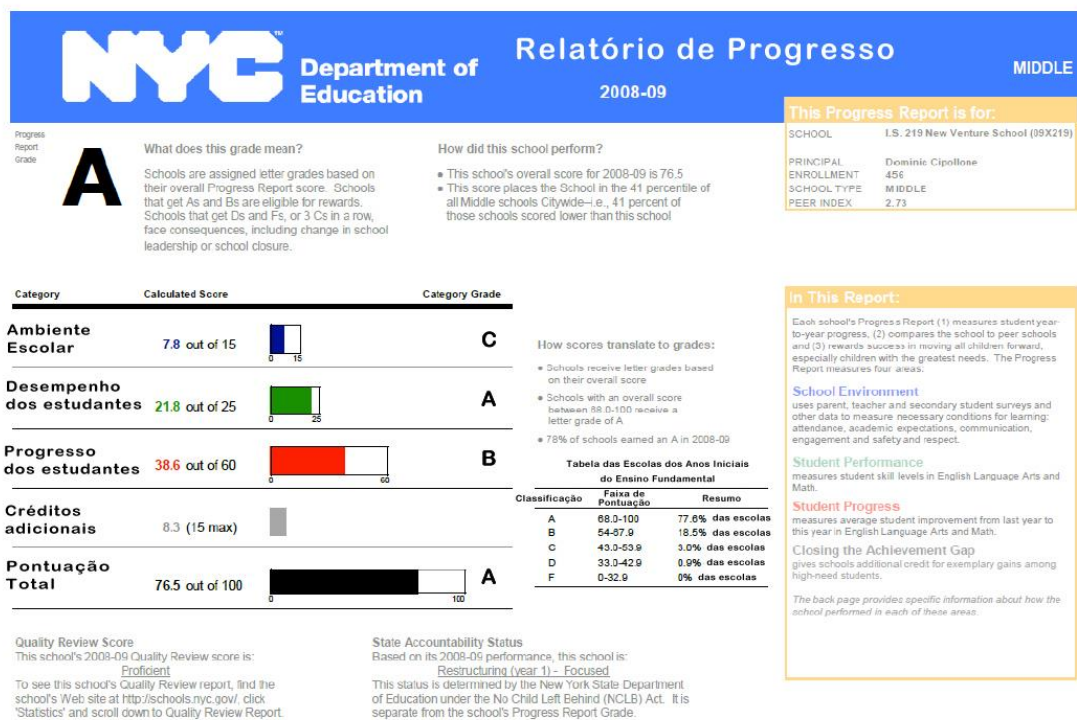 NYC™
Department of
Education
Relatório de Progresso
2008-09
MIDDLE
Progress
Report
Grade
A
What does this grade mean?
Schools are assigned letter grades based on
their overall Progress Report score. Schools
that get As and Bs are eligible for rewards.
Schools that get Ds and Fs, or 3 Cs in a row,
face consequences, including change in school
leadership or school closure.
How did this school perform?
• This school's overall score for 2008-09 is 76.5
• This score places the School in the 41 percentile of
all Middle schools Citywide--i.e., 41 percent of
those schools scored lower than this school
This Progress Report is for:
SCHOOL I.S. 219 New Venture School (09X219)
PRINCIPAL Dominic Cipollone
ENROLLMENT 456
SCHOOL TYPE MIDDLE
PEER INDEX 2.73
Category Calculated Score Category Grade
Ambiente
Escolar 7.8 out of 15 C
0 15
Desempenho
dos estudantes 21.8 out of 25 A
0 25
Progresso
dos estudantes 38.6 out of 60 B
0 60
Créditos
adicionais 8.3 (15 max)
Pontuação
Total 76.5 out of 100 A
0 100
How scores translate to grades:
• Schools receive letter grades based
on their overall score
• Schools with an overall score
between 68.0-100 receive a
letter grade of A
• 78% of schools earned an A in 2008-09
Tabela das Escolas dos Anos Iniciais
do Ensino Fundamental
Classificação Faixa de Pontuação Resumo
A 68.0-100 77.6% das escolas
B 54-67.9 18.5% das escolas
C 43.0-53.9 3.0% das escolas
D 33.0-42.9 0.9% das escolas
F 0-32.9 0% das escolas
In This Report:
Each school's Progress Report (1) measures student year-
to-year progress, (2) compares the school to peer schools
and (3) rewards success in moving all children forward,
especially children with the greatest needs. The Progress
Report measures four areas:
School Environment
uses parent, teacher and secondary student surveys and
other data to measure necessary conditions for learning:
attendance, academic expectations, communication,
engagement and safety and respect.
Student Performance
measures student skill levels in English Language Arts and
Math.
Student Progress
measures average student improvement from last year to
this year in English Language Arts and Math.
Closing the Achievement Gap
gives schools additional credit for exemplary gains among
high-need students.
The back page provides specific information about how the
school performed in each of these areas.
Quality Review Score
This school's 2008-09 Quality Review score is:
Proficient
To see this school's Quality Review report, find the
school's Web site at http://schools.nyc.gov/, click
'Statistics' and scroll down to Quality Review Report.
State Accountability Status
Based on its 2008-09 performance, this school is:
Restructuring (year 1) - Focused
This status is determined by the New York State Department
of Education under the No Child Left Behind (NCLB) Act. It is
separate from the school's Progress Report Grade.